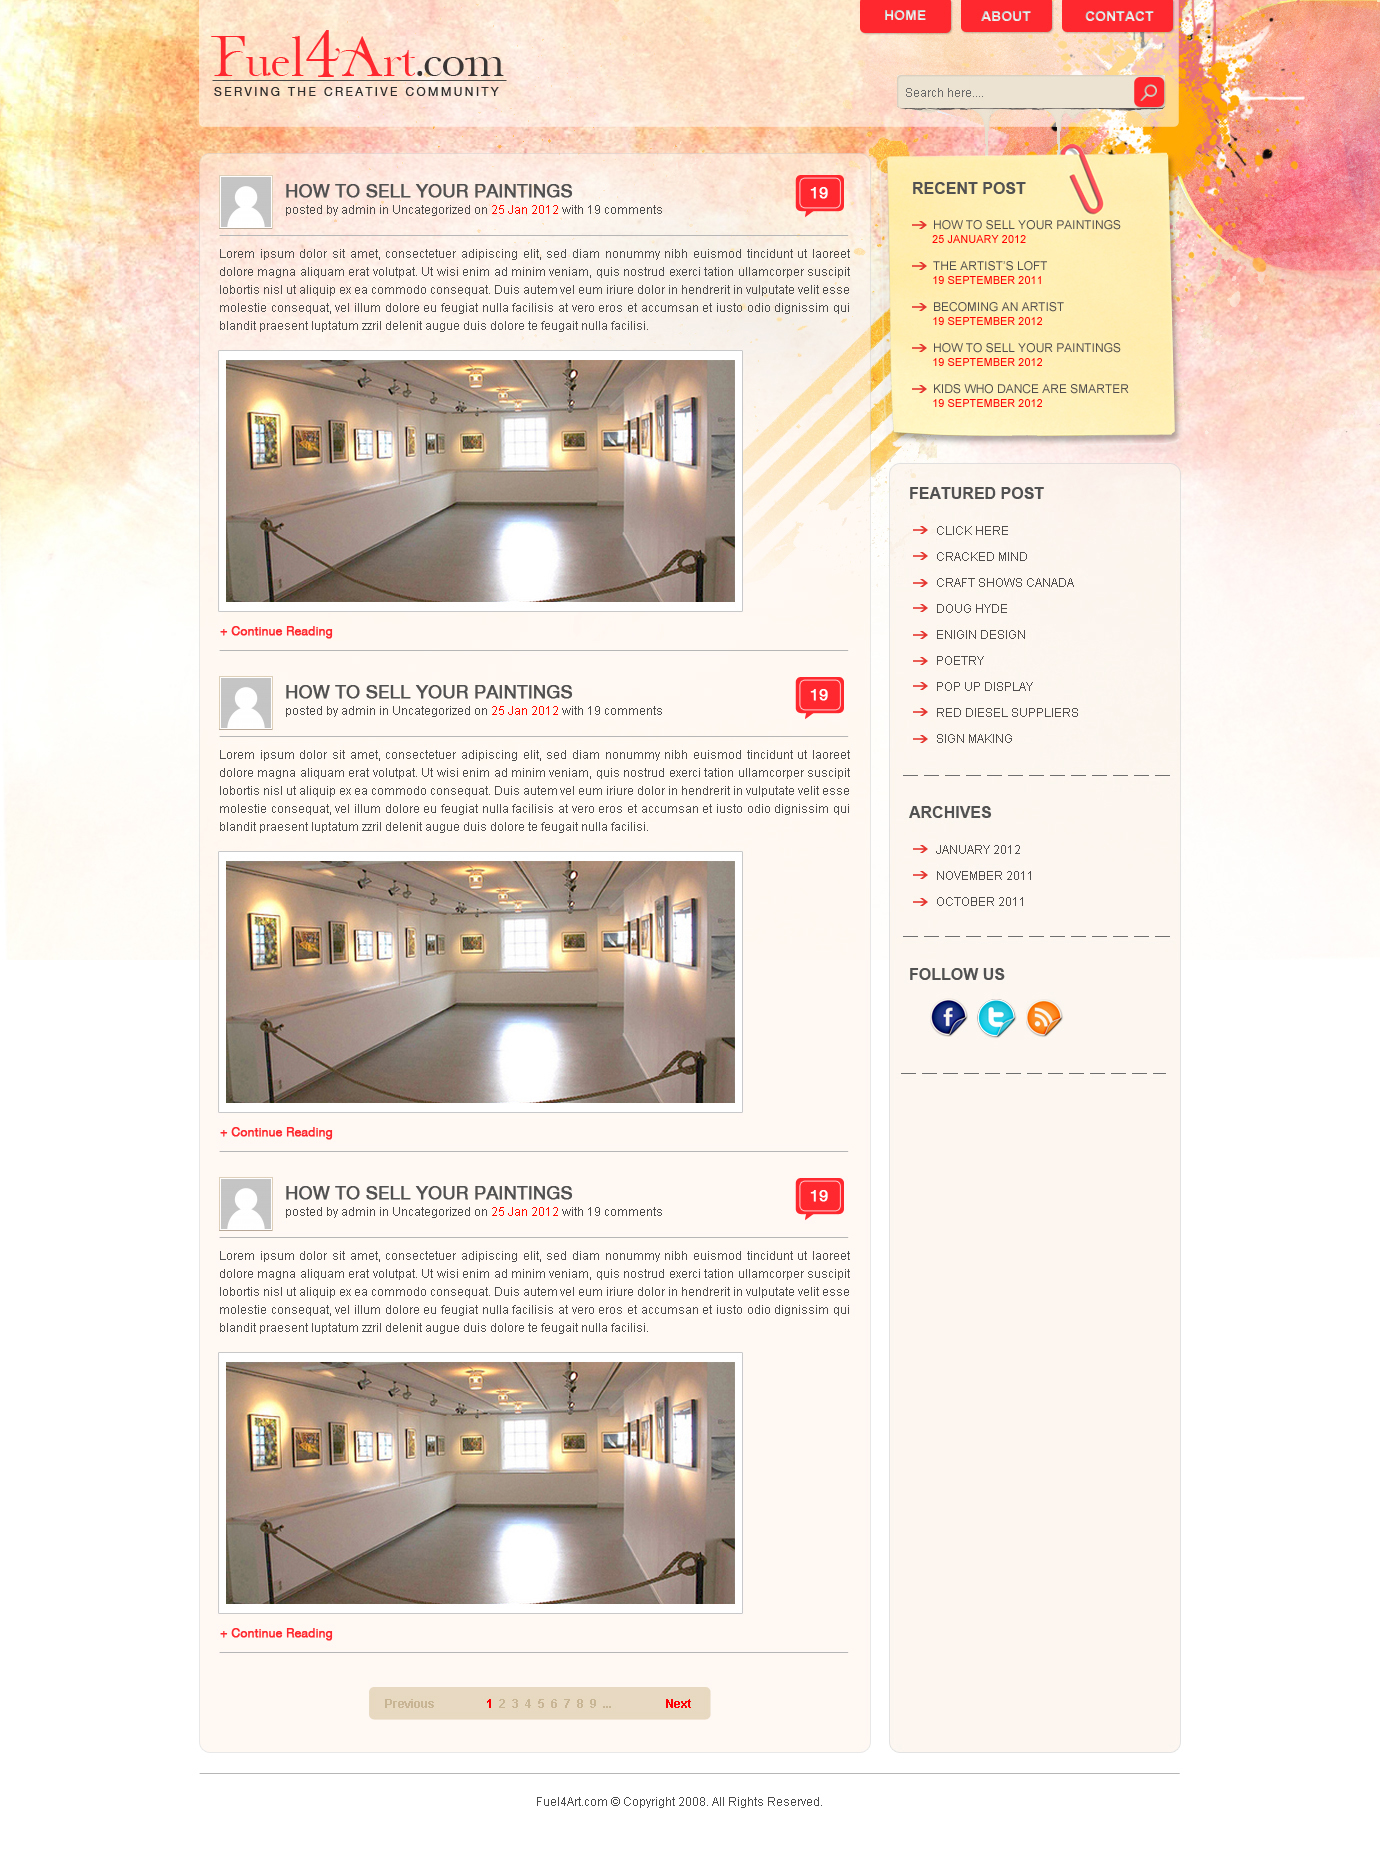 HOME ABOUT CONTACT
Fuel4Art.com
SERVING THE CREATIVE COMMUNITY
Search here....
HOW TO SELL YOUR PAINTINGS
posted by admin in Uncategorized on 25 Jan 2012 with 19 comments
19
Lorem ipsum dolor sit amet, consectetuer adipiscing elit, sed diam nonummy nibh euismod tincidunt ut laoreet
dolore magna aliquam erat volutpat. Ut wisi enim ad minim veniam, quis nostrud exerci tation ullamcorper suscipit
lobortis nisl ut aliquip ex ea commodo consequat. Duis autem vel eum iriure dolor in hendrerit in vulputate velit esse
molestie consequat, vel illum dolore eu feugiat nulla facilisis at vero eros et accumsan et iusto odio dignissim qui
blandit praesent luptatum zzril delenit augue duis dolore te feugait nulla facilisi.
+ Continue Reading
HOW TO SELL YOUR PAINTINGS
posted by admin in Uncategorized on 25 Jan 2012 with 19 comments
19
Lorem ipsum dolor sit amet, consectetuer adipiscing elit, sed diam nonummy nibh euismod tincidunt ut laoreet
dolore magna aliquam erat volutpat. Ut wisi enim ad minim veniam, quis nostrud exerci tation ullamcorper suscipit
lobortis nisl ut aliquip ex ea commodo consequat. Duis autem vel eum iriure dolor in hendrerit in vulputate velit esse
molestie consequat, vel illum dolore eu feugiat nulla facilisis at vero eros et accumsan et iusto odio dignissim qui
blandit praesent luptatum zzril delenit augue duis dolore te feugait nulla facilisi.
+ Continue Reading
HOW TO SELL YOUR PAINTINGS
posted by admin in Uncategorized on 25 Jan 2012 with 19 comments
19
Lorem ipsum dolor sit amet, consectetuer adipiscing elit, sed diam nonummy nibh euismod tincidunt ut laoreet
dolore magna aliquam erat volutpat. Ut wisi enim ad minim veniam, quis nostrud exerci tation ullamcorper suscipit
lobortis nisl ut aliquip ex ea commodo consequat. Duis autem vel eum iriure dolor in hendrerit in vulputate velit esse
molestie consequat, vel illum dolore eu feugiat nulla facilisis at vero eros et accumsan et iusto odio dignissim qui
blandit praesent luptatum zzril delenit augue duis dolore te feugait nulla facilisi.
+ Continue Reading
Previous 1 2 3 4 5 6 7 8 9 ... Next
RECENT POST
HOW TO SELL YOUR PAINTINGS
25 JANUARY 2012
THE ARTIST'S LOFT
19 SEPTEMBER 2011
BECOMING AN ARTIST
19 SEPTEMBER 2012
HOW TO SELL YOUR PAINTINGS
19 SEPTEMBER 2012
KIDS WHO DANCE ARE SMARTER
19 SEPTEMBER 2012
FEATURED POST
CLICK HERE
CRACKED MIND
CRAFT SHOWS CANADA
DOUG HYDE
ENIGIN DESIGN
POETRY
POP UP DISPLAY
RED DIESEL SUPPLIERS
SIGN MAKING
ARCHIVES
JANUARY 2012
NOVEMBER 2011
OCTOBER 2011
FOLLOW US
Fuel4Art.com © Copyright 2008. All Rights Reserved.